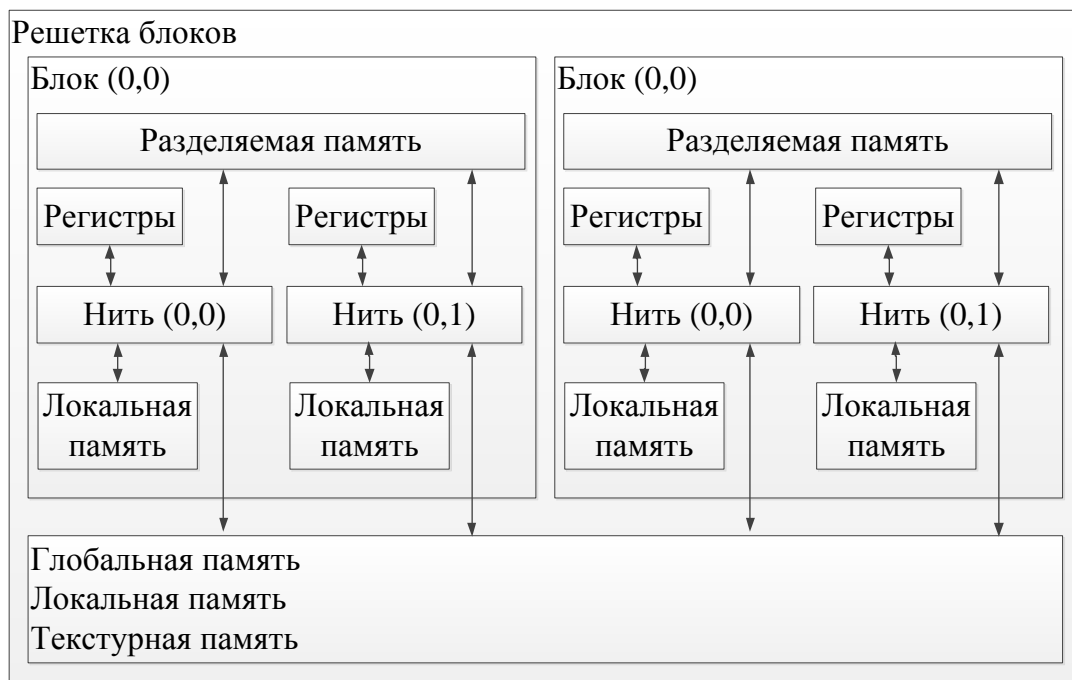 Решетка блоков
Блок (0,0)
Разделяемая память
Регистры
Регистры
Нить (0,0)
Нить (0,1)
Локальная
память
Локальная
память
Блок (0,0)
Разделяемая память
Регистры
Регистры
Нить (0,0)
Нить (0,1)
Локальная
память
Локальная
память
Глобальная память
Локальная память
Текстурная память